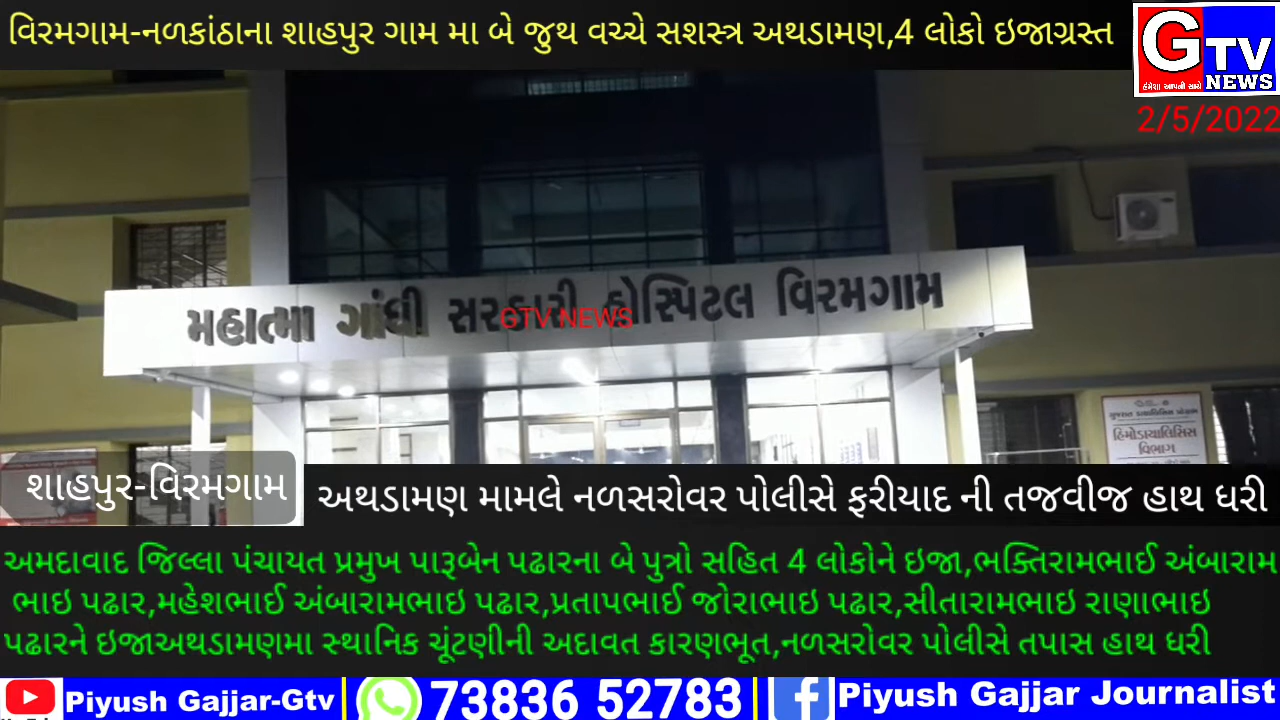 વિરમગામ-નળકાંઠાના શાહપુર ગામ મા બે જુથ વચ્ચે સશસ્ત્ર અથડામણ,4 લોકો ઇજાગ્રસ્ત
GTV NEWS
હંમેશા આપની સાથે
2/5/2022
મહાત્મા ગાંધી સરકારી હોસ્પિટલ વિરમગામ
GTV NEWS
ગુજરાત ડાયાલિસિસ પ્રોગ્રામ
હિમોડાયાલિસિસ
વિભાગ
શાહપુર-વિરમગામ
અથડામણ મામલે નળસરોવર પોલીસે ફરીયાદ ની તજવીજ હાથ ધરી
અમદાવાદ જિલ્લા પંચાયત પ્રમુખ પારૂબેન પઢારના બે પુત્રો સહિત 4 લોકોને ઇજા,ભક્તિરામભાઈ અંબારામ
ભાઇ પઢાર,મહેશભાઈ અંબારામભાઇ પઢાર,પ્રતાપભાઈ જોરાભાઇ પઢાર,સીતારામભાઇ રાણાભાઇ
પઢારને ઇજાઅથડામણમા સ્થાનિક ચૂંટણીની અદાવત કારણભૂત,નળસરોવર પોલીસે તપાસ હાથ ધરી
Piyush Gajjar-Gtv
73836 52783
Piyush Gajjar Journalist